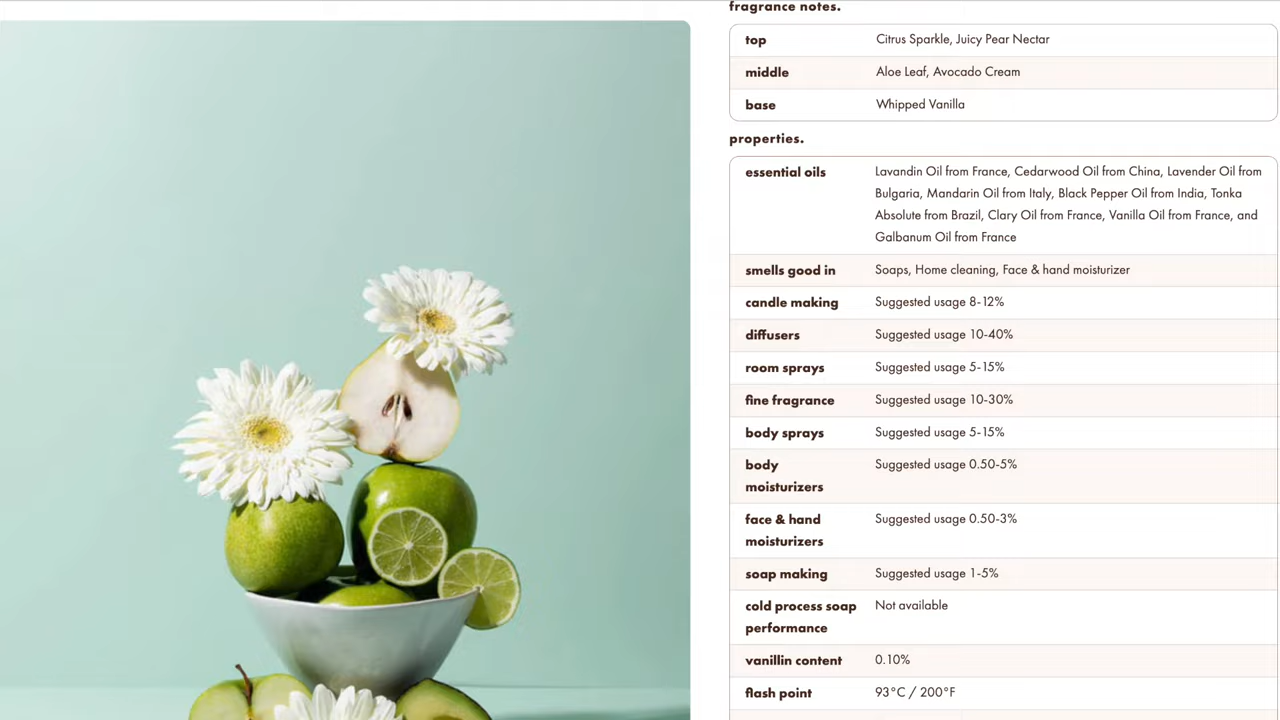 fragrance notes.
top Citrus Sparkle, Juicy Pear Nectar
middle Aloe Leaf, Avocado Cream
base Whipped Vanilla
properties.
essential oils Lavandin Oil from France, Cedarwood Oil from China, Lavender Oil from
Bulgaria, Mandarin Oil from Italy, Black Pepper Oil from India, Tonka
Absolute from Brazil, Clary Oil from France, Vanilla Oil from France, and
Galbanum Oil from France
smells good in Soaps, Home cleaning, Face & hand moisturizer
candle making Suggested usage 8-12%
diffusers Suggested usage 10-40%
room sprays Suggested usage 5-15%
fine fragrance Suggested usage 10-30%
body sprays Suggested usage 5-15%
body Suggested usage 0.50-5%
moisturizers
face & hand Suggested usage 0.50-3%
moisturizers
soap making Suggested usage 1-5%
cold process soap Not available
performance
vanillin content 0.10%
flash point 93°C / 200°F